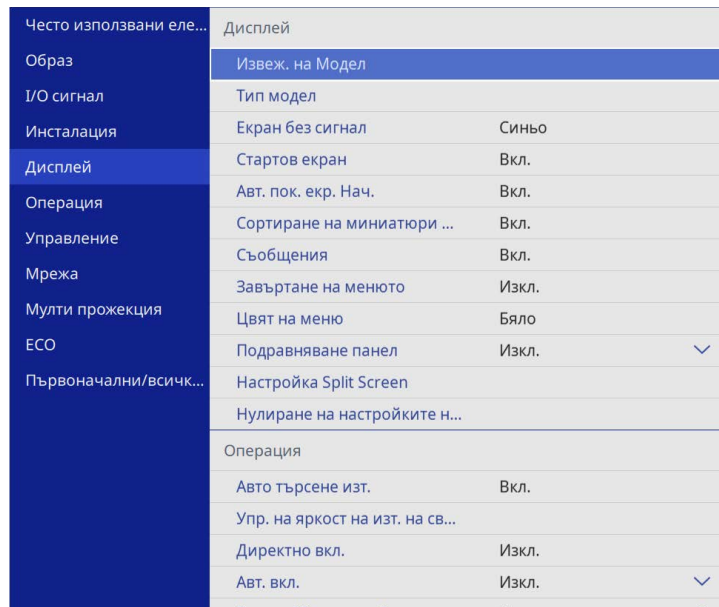 Често използвани еле...
Образ
I/O сигнал
Инсталация
Дисплей
Операция
Управление
Мрежа
Мулти прожекция
ECO
Първоначални/всичк...
Дисплей
Извеж. на Модел
Тип модел
Екран без сигнал Синьо
Стартов екран Вкл.
Авт. пок. екр. Нач. Вкл.
Сортиране на миниатюри ... Вкл.
Съобщения Вкл.
Завъртане на менюто Изкл.
Цвят на меню Бяло
Подравняване панел Изкл.
Настройка Split Screen
Нулиране на настройките н...
Операция
Авто търсене изт. Вкл.
Упр. на яркост на изт. на св...
Директно вкл. Изкл.
Авт. вкл. Изкл.